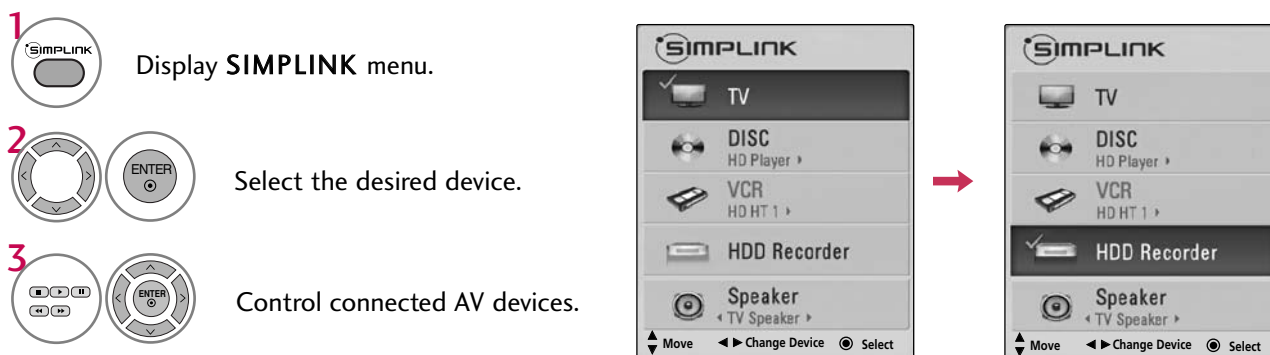 1
SIMPLINK
Display SIMPLINK menu.
2
ENTER
Select the desired device.
3
ENTER
Control connected AV devices.
SIMPLINK
TV
DISC
HD Player
VCR
HD HT 1
HDD Recorder
Speaker
TV Speaker
Move Change Device Select
SIMPLINK
TV
DISC
HD Player
VCR
HD HT 1
HDD Recorder
Speaker
TV Speaker
Move Change Device Select